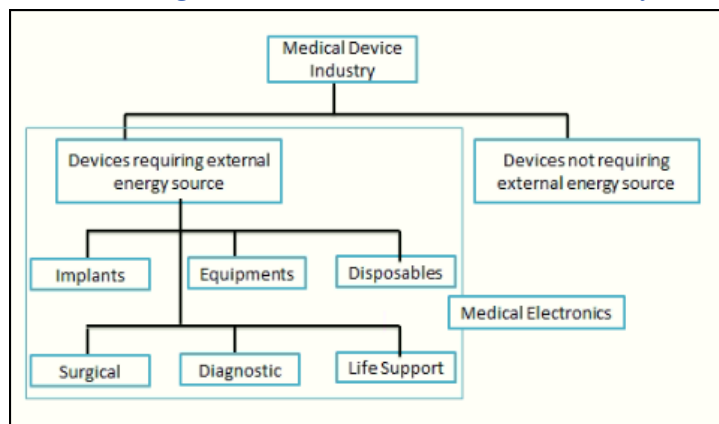 Medical Device
Industry
Devices requiring external
energy source
Devices not requiring
external energy source
Implants
Equipments
Disposables
Medical Electronics
Surgical
Diagnostic
Life Support